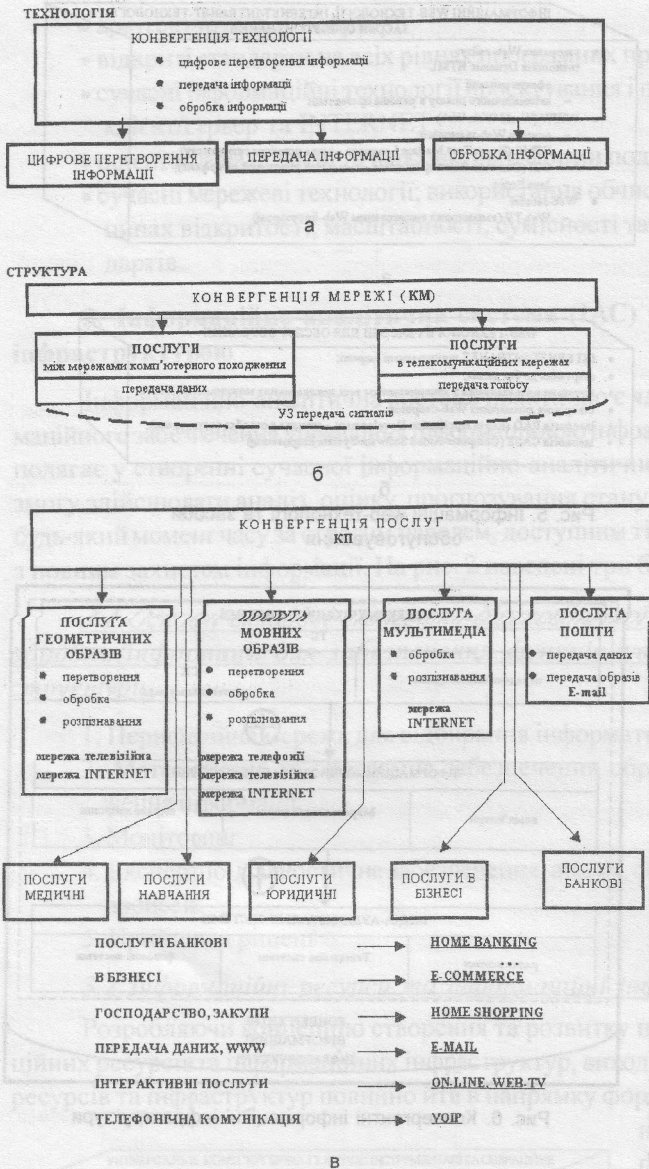 ТЕХНОЛОГІЯ
КОНВЕРГЕНЦІЯ ТЕХНОЛОГІЇ
• цифрове перетворення інформації
• передача інформації
• обробка інформації
ЦИФРОВЕ ПЕРЕТВОРЕННЯ
ІНФОРМАЦІЇ
ПЕРЕДАЧА ІНФОРМАЦІЇ
ОБРОБКА ІНФОРМАЦІЇ
а
СТРУКТУРА
КОНВЕРГЕНЦІЯ МЕРЕЖІ (КМ)
ПОСЛУГИ
між мережами комп'ютерного походження
передача даних
ПОСЛУГИ
в телекомунікаційних мережах
передача голосу
УЗ передачі сигналів
б
КОНВЕРГЕНЦІЯ ПОСЛУГ
КП
ПОСЛУГА
ГЕОМЕТРИЧНИХ
ОБРАЗІВ
• перетворення
• обробка
• розпізнавання
мережа телевізійна
мережа INTERNET
ПОСЛУГА
МОВНИХ
ОБРАЗІВ
• перетворення
• обробка
• розпізнавання
мережа телефонії
мережа телевізійна
мережа INTERNET
ПОСЛУГА
МУЛЬТИМЕДІА
• обробка
• розпізнавання
мережа
INTERNET
ПОСЛУГА
ПОШТИ
• передача даних
• передача образів
E-mail
ПОСЛУГИ
МЕДИЧНІ
ПОСЛУГИ
НАВЧАННЯ
ПОСЛУГИ
ЮРИДИЧНІ
ПОСЛУГИ В
БІЗНЕСІ
ПОСЛУГИ
БАНКОВІ
ПОСЛУГИ БАНКОВІ HOME BANKING
...
В БІЗНЕСІ E-COMMERCE
ГОСПОДАРСТВО, ЗАКУПИ HOME SHOPPING
ПЕРЕДАЧА ДАНИХ, WWW E-MAIL
ІНТЕРАКТИВНІ ПОСЛУГИ ON-LINE, WEB-TV
ТЕЛЕФОНІЧНА КОМУНІКАЦІЯ VOIP
в